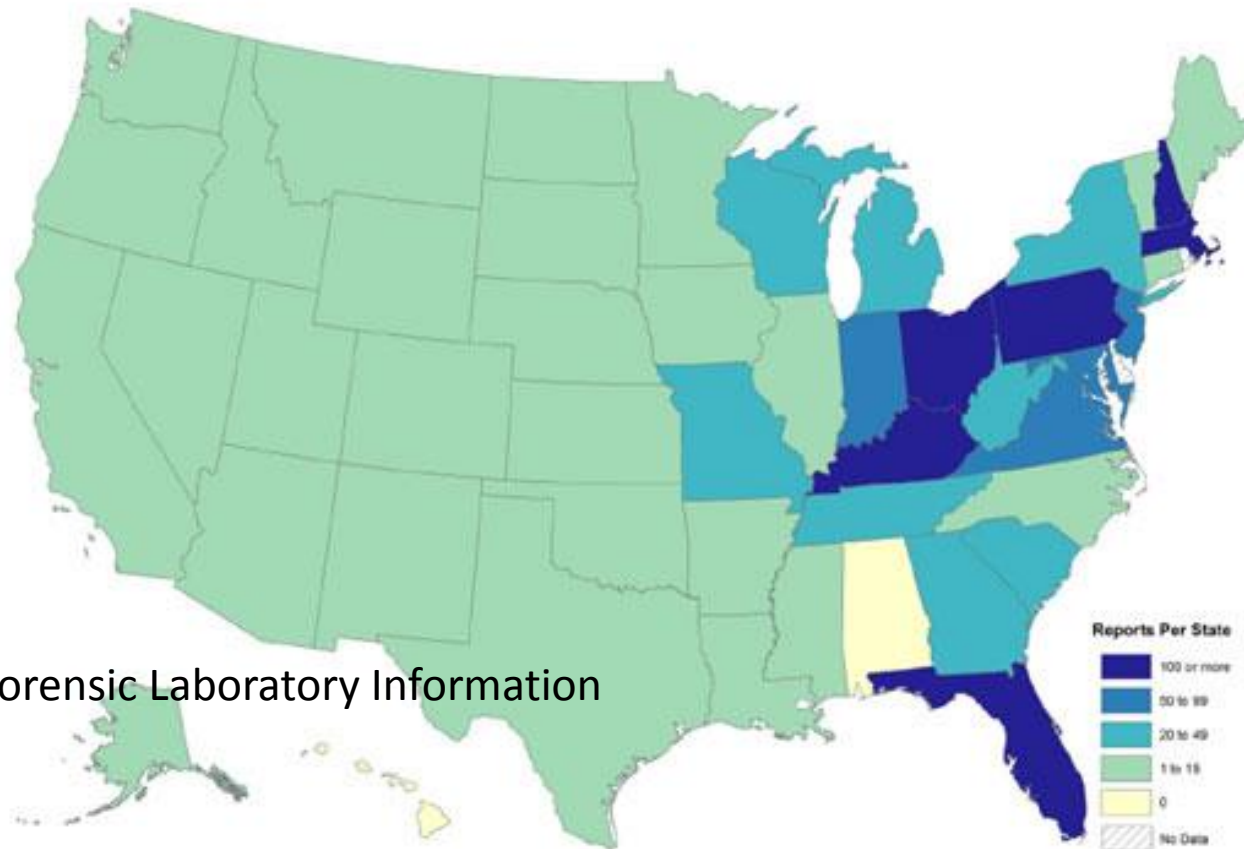 orensic Laboratory Information
Reports Per State
100 or more
50 to 99
20 to 49
1 to 19
0
No Data